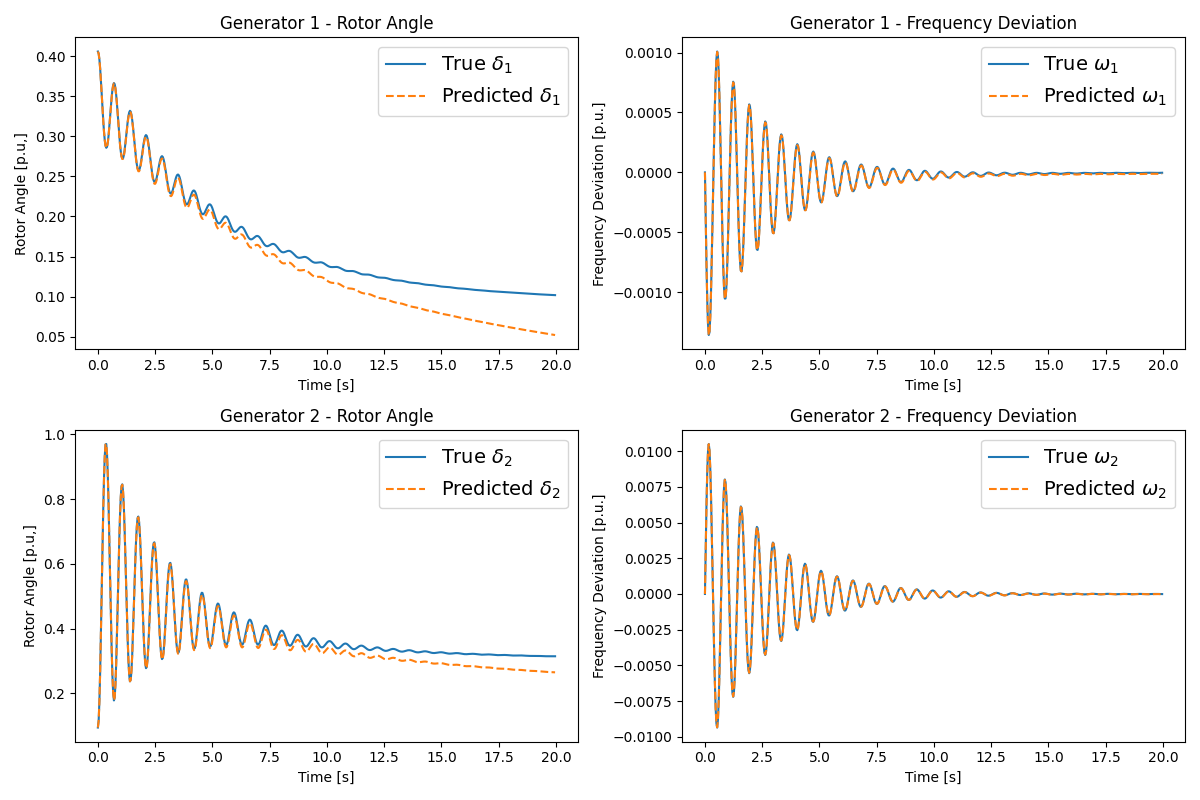 Generator 1 - Rotor Angle
Rotor Angle [p.u,]
0.40
0.35
0.30
0.25
0.20
0.15
0.10
0.05
True δ₁
Predicted δ₁
0.0 2.5 5.0 7.5 10.0 12.5 15.0 17.5 20.0
Time [s]
Generator 1 - Frequency Deviation
Frequency Deviation [p.u.]
0.0010
0.0005
0.0000
−0.0005
−0.0010
True ω₁
Predicted ω₁
0.0 2.5 5.0 7.5 10.0 12.5 15.0 17.5 20.0
Time [s]
Generator 2 - Rotor Angle
Rotor Angle [p.u,]
1.0
0.8
0.6
0.4
0.2
True δ₂
Predicted δ₂
0.0 2.5 5.0 7.5 10.0 12.5 15.0 17.5 20.0
Time [s]
Generator 2 - Frequency Deviation
Frequency Deviation [p.u.]
0.0100
0.0075
0.0050
0.0025
0.0000
−0.0025
−0.0050
−0.0075
−0.0100
True ω₂
Predicted ω₂
0.0 2.5 5.0 7.5 10.0 12.5 15.0 17.5 20.0
Time [s]